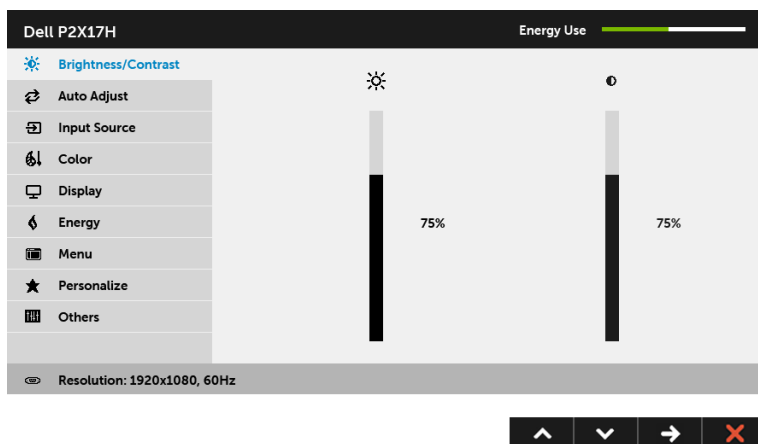 Dell P2X17H
Energy Use
Brightness/Contrast
Auto Adjust
Input Source
Color
Display
Energy
Menu
Personalize
Others
75%
75%
Resolution: 1920x1080, 60Hz